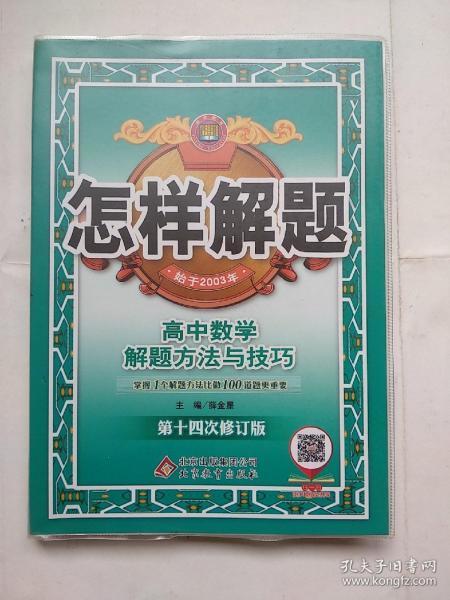 怎样解题
始于2003年
高中数学
解题方法与技巧
掌握1个解题方法比做100道题更重要
主 编/薛金星
第十四次修订版
北京出版集团公司
北京教育出版社
孔夫子旧书网
www.kongfz.com